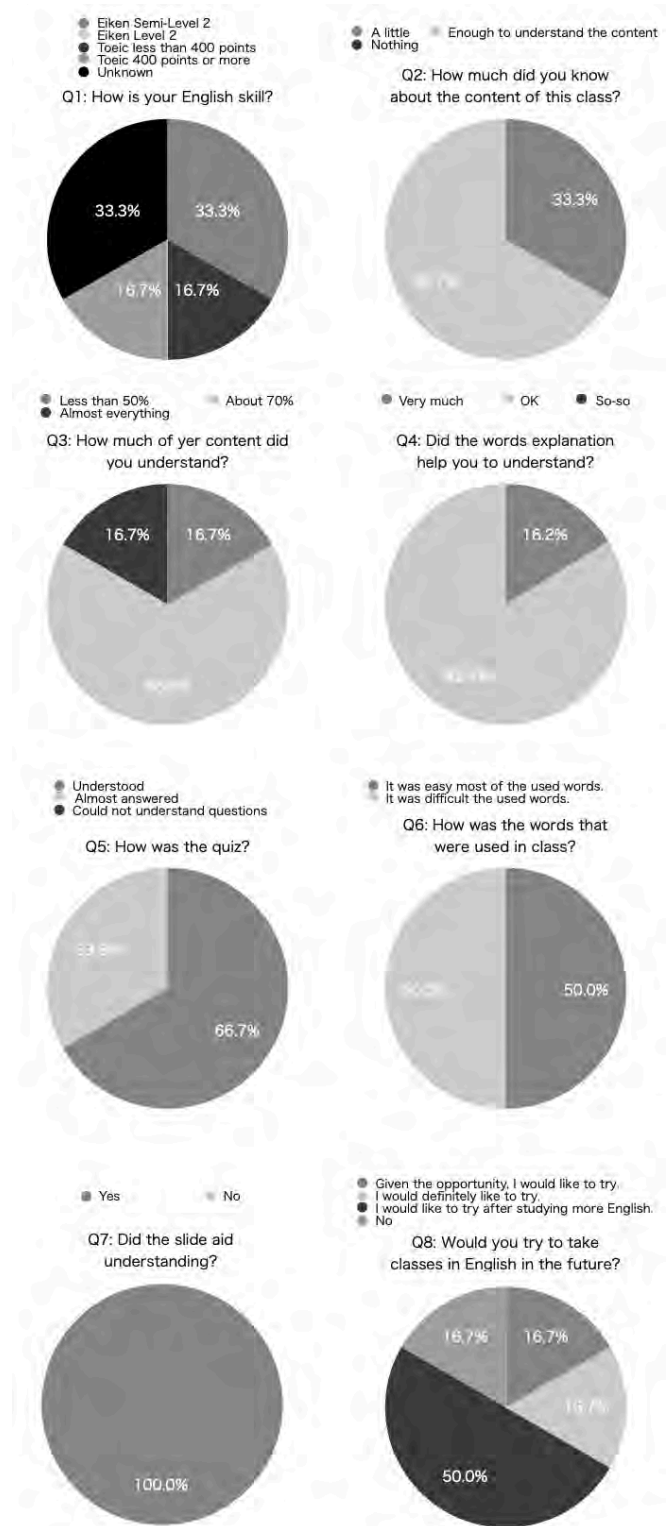 Eiken Semi-Level 2
Eiken Level 2
Toeic less than 400 points
Toeic 400 points or more
Unknown
Q1: How is your English skill?
33.3%
33.3%
16.7%
16.7%
A little
Enough to understand the content
Nothing
Q2: How much did you know
about the content of this class?
33.3%
Less than 50%
About 70%
Almost everything
Q3: How much of yer content did
you understand?
16.7%
16.7%
Very much
OK
So-so
Q4: Did the words explanation
help you to understand?
16.2%
Understood
Almost answered
Could not understand questions
Q5: How was the quiz?
66.7%
It was easy most of the used words.
It was difficult the used words.
Q6: How was the words that
were used in class?
50.0%
Yes
No
Q7: Did the slide aid
understanding?
100.0%
Given the opportunity, I would like to try.
I would definitely like to try.
I would like to try after studying more English.
No
Q8: Would you try to take
classes in English in the future?
16.7%
16.7%
16.7%
50.0%